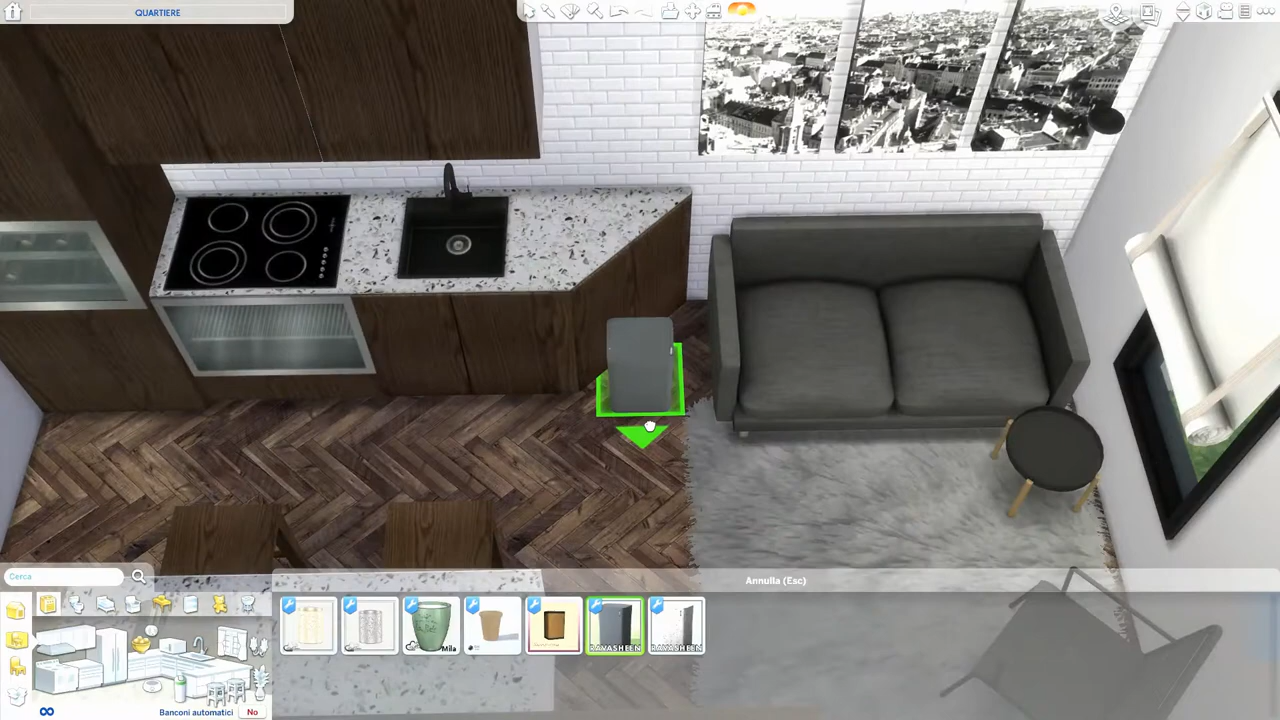 QUARTIERE
Annulla (Esc)
Cerca
Mila
RAVASHEEN
RAVASHEEN
Banconi automatici
No